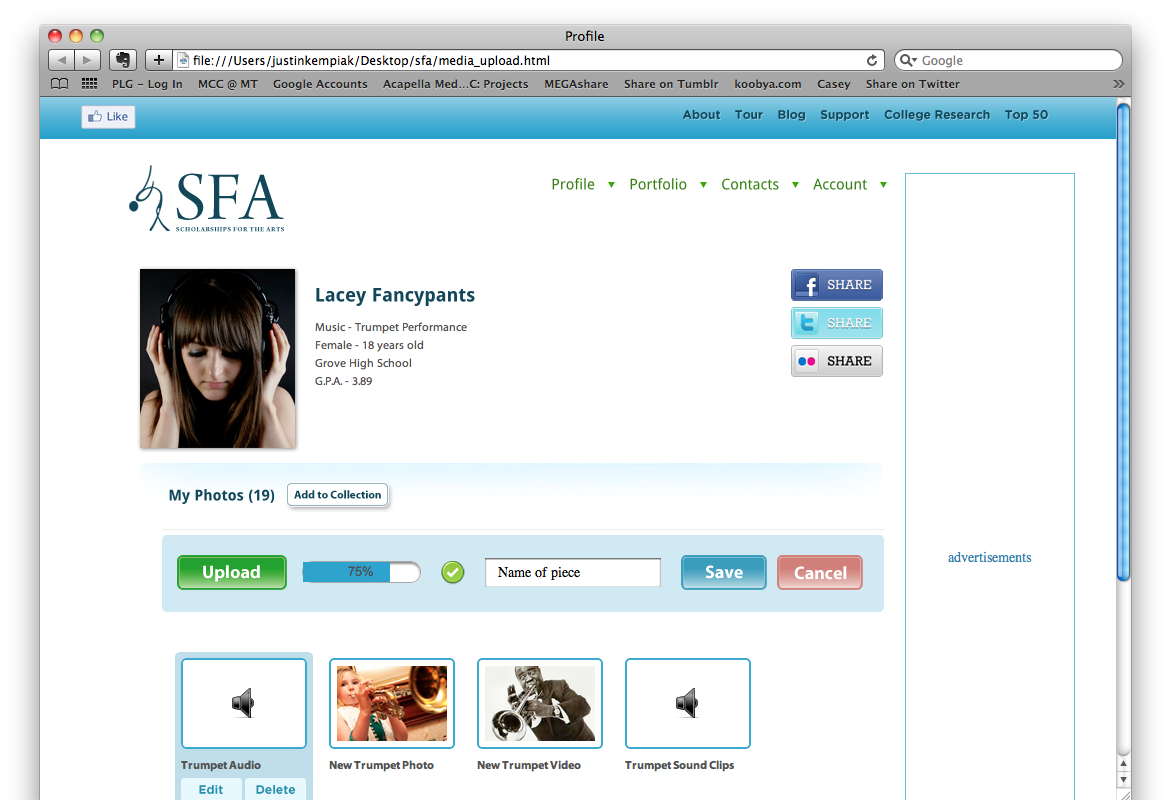 Profile
file:///Users/justinkempiak/Desktop/sfa/media_upload.html
Google
PLG – Log In MCC @ MT Google Accounts Acapella Med...C: Projects MEGAshare Share on Tumblr koobya.com Casey Share on Twitter
Like
About Tour Blog Support College Research Top 50
SFA
SCHOLARSHIPS FOR THE ARTS
Profile Portfolio Contacts Account
Lacey Fancypants
Music - Trumpet Performance
Female - 18 years old
Grove High School
G.P.A. - 3.89
f SHARE
t SHARE
SHARE
My Photos (19) Add to Collection
advertisements
Upload 75% Name of piece Save Cancel
Trumpet Audio New Trumpet Photo New Trumpet Video Trumpet Sound Clips
Edit Delete